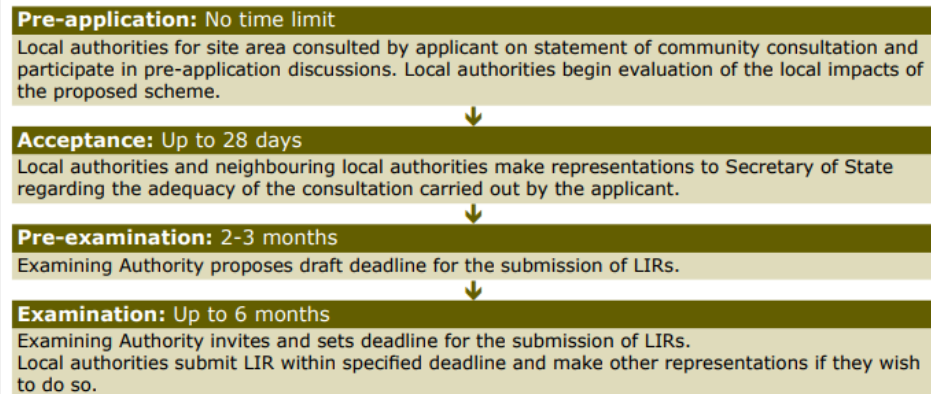 Pre-application: No time limit
Local authorities for site area consulted by applicant on statement of community consultation and
participate in pre-application discussions. Local authorities begin evaluation of the local impacts of
the proposed scheme.
Acceptance: Up to 28 days
Local authorities and neighbouring local authorities make representations to Secretary of State
regarding the adequacy of the consultation carried out by the applicant.
Pre-examination: 2-3 months
Examining Authority proposes draft deadline for the submission of LIRs.
Examination: Up to 6 months
Examining Authority invites and sets deadline for the submission of LIRs.
Local authorities submit LIR within specified deadline and make other representations if they wish
to do so.